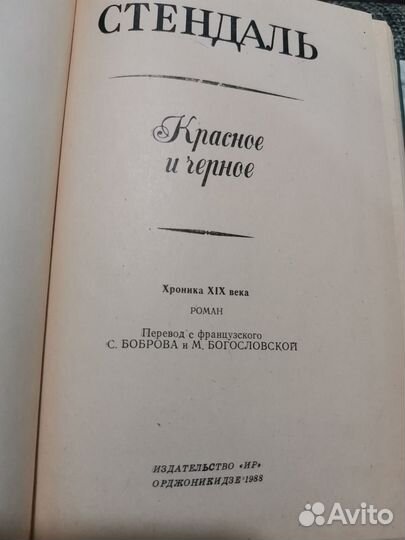 СТЕНДАЛЬ
Красное
и черное
Хроника XIX века
РОМАН
Перевод с французского
С. БОБРОВА и М. БОГОСЛОВСКОЙ
ИЗДАТЕЛЬСТВО «ИР»
ОРДЖОНИКИДЗЕ 1988
Avito